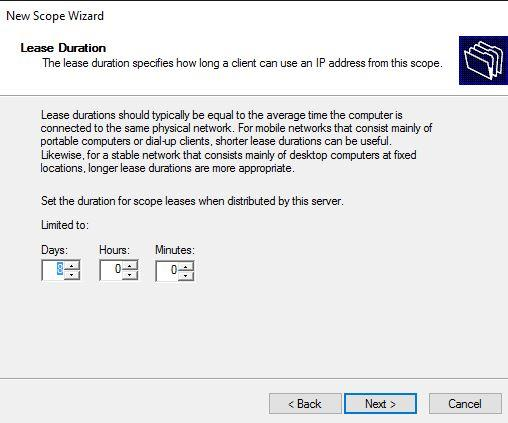 New Scope Wizard
Lease Duration
The lease duration specifies how long a client can use an IP address from this scope.
Lease durations should typically be equal to the average time the computer is
connected to the same physical network. For mobile networks that consist mainly of
portable computers or dial-up clients, shorter lease durations can be useful.
Likewise, for a stable network that consists mainly of desktop computers at fixed
locations, longer lease durations are more appropriate.
Set the duration for scope leases when distributed by this server.
Limited to:
Days: Hours: Minutes:
8 0 0
< Back Next > Cancel